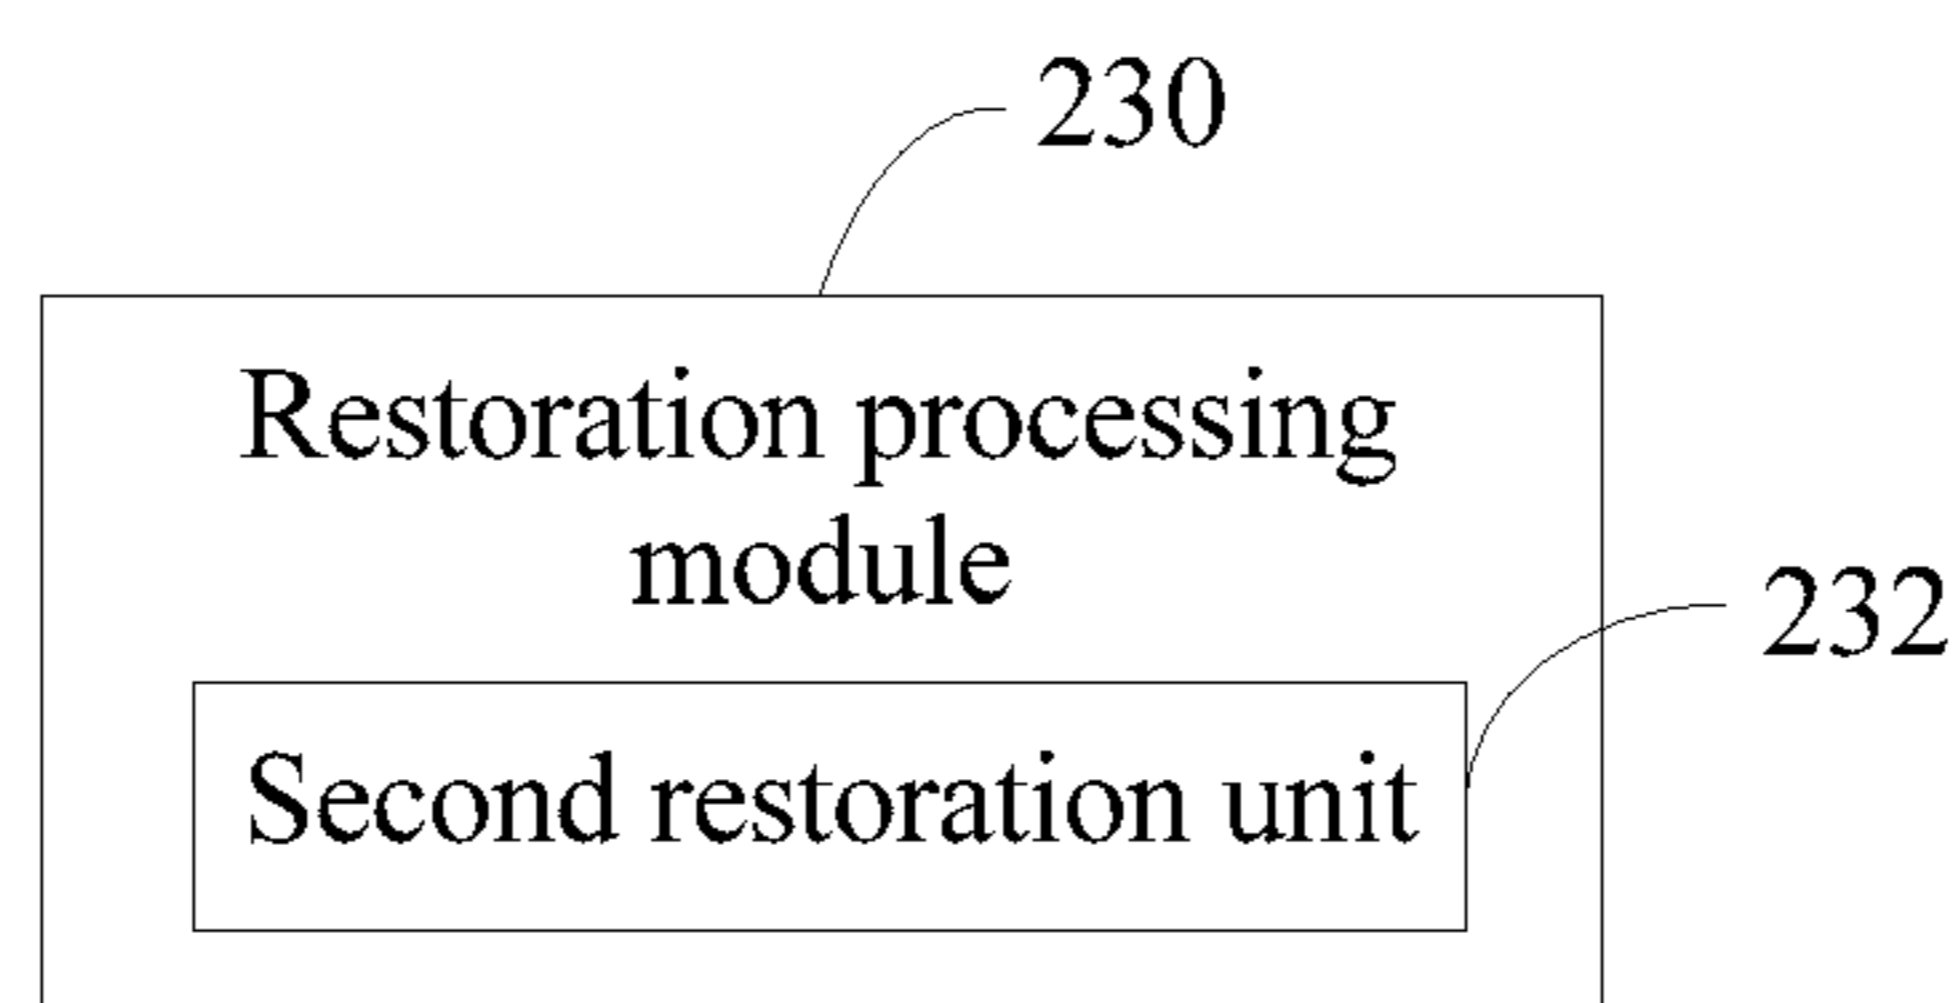 230
Restoration processing
module
232
Second restoration unit